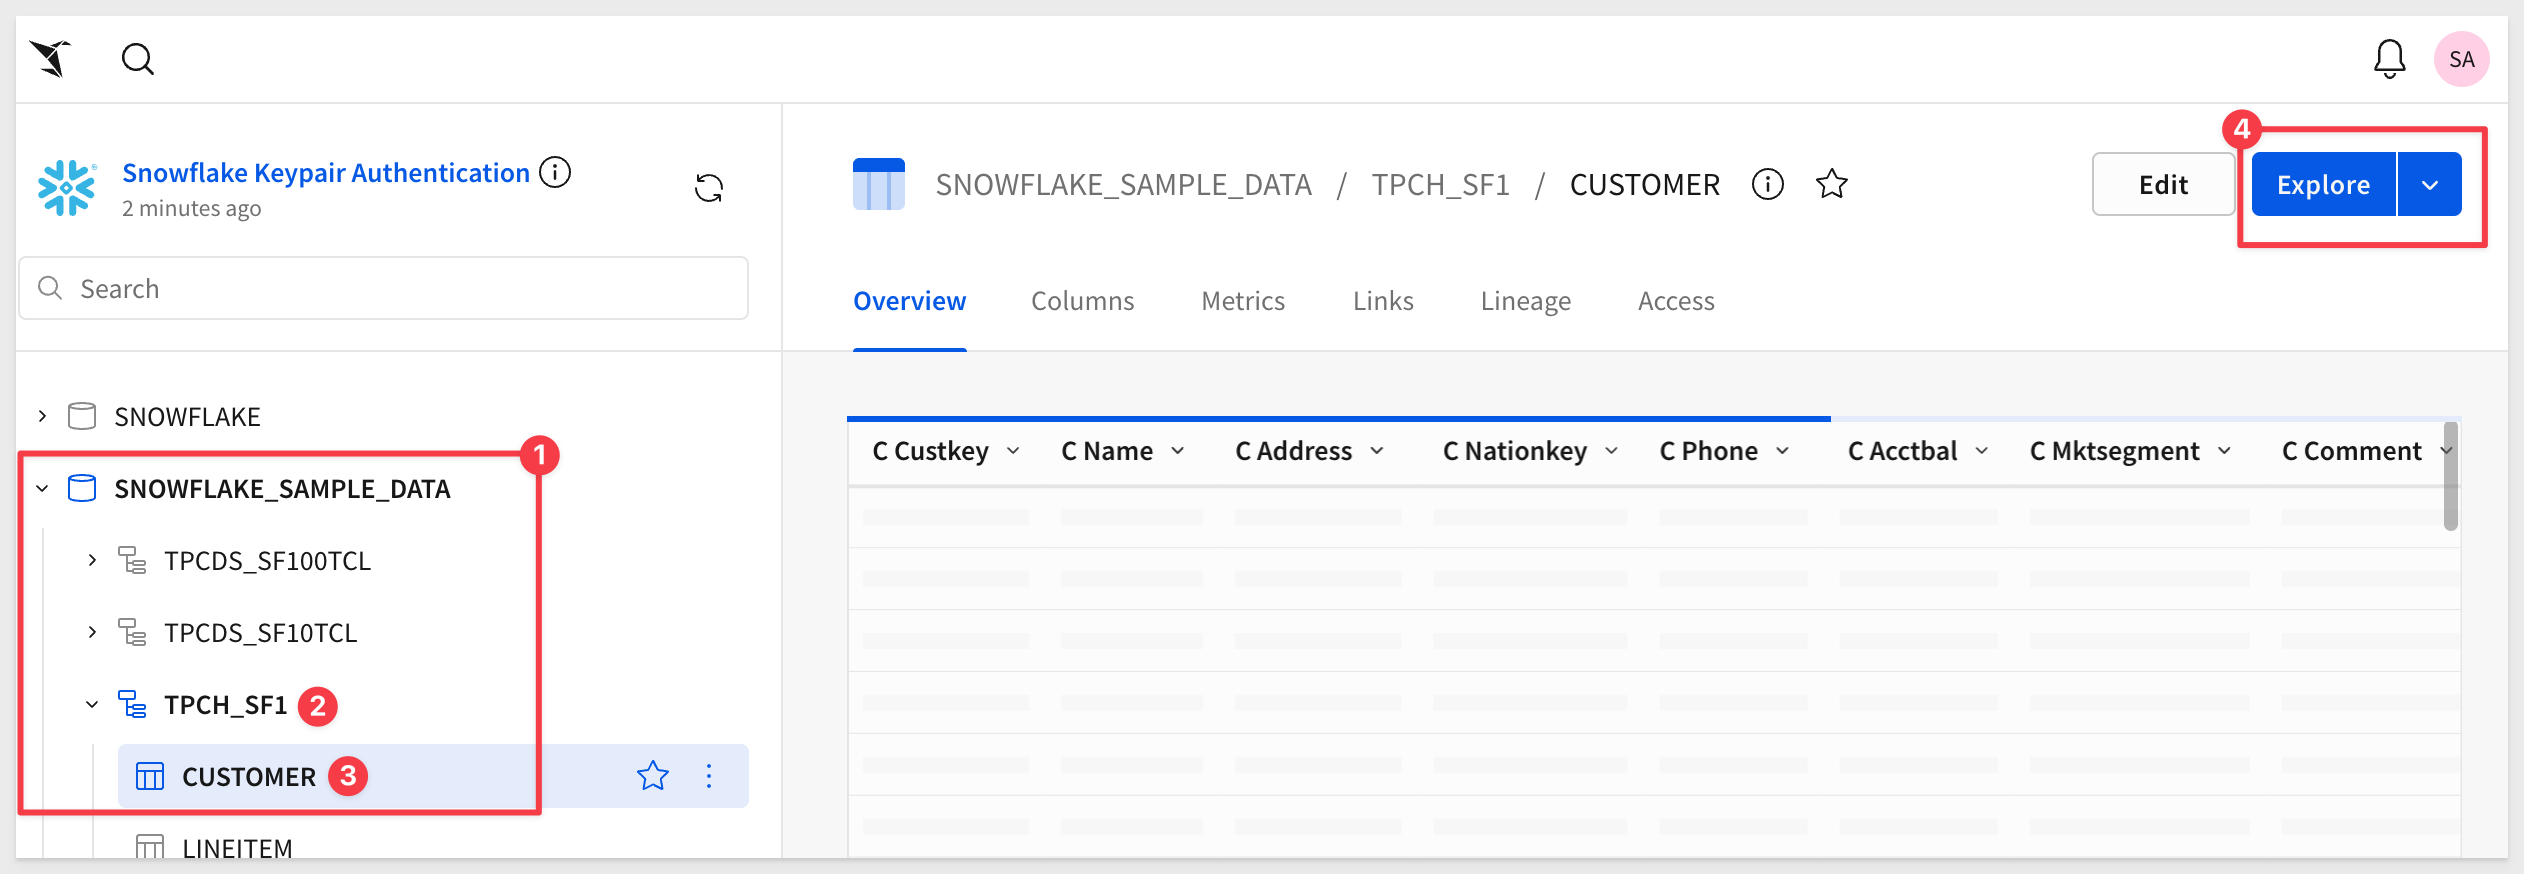 SA
Snowflake Keypair Authentication
2 minutes ago
Search
SNOWFLAKE
1
SNOWFLAKE_SAMPLE_DATA
TPCDS_SF100TCL
TPCDS_SF10TCL
TPCH_SF1 2
CUSTOMER 3
LINEITEM
SNOWFLAKE_SAMPLE_DATA / TPCH_SF1 / CUSTOMER
Edit
4
Explore
Overview Columns Metrics Links Lineage Access
C Custkey C Name C Address C Nationkey C Phone C Acctbal C Mktsegment C Comment